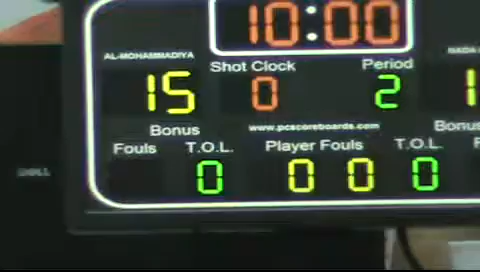 10:00
AL-MOHAMMADIYA
Shot Clock
Period
15
0
2
Bonus
www.pcscoreboards.com
Bonus
Fouls
T.O.L.
Player Fouls
T.O.L.
0
0 0
0
DELL